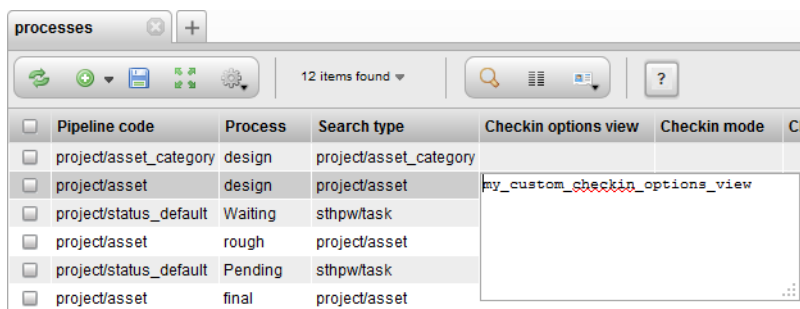 processes
+
12 items found
?
Pipeline code Process Search type Checkin options view Checkin mode C
project/asset_category design project/asset_category
project/asset design project/asset my_custom_checkin_options_view
project/status_default Waiting sthpw/task
project/asset rough project/asset
project/status_default Pending sthpw/task
project/asset final project/asset